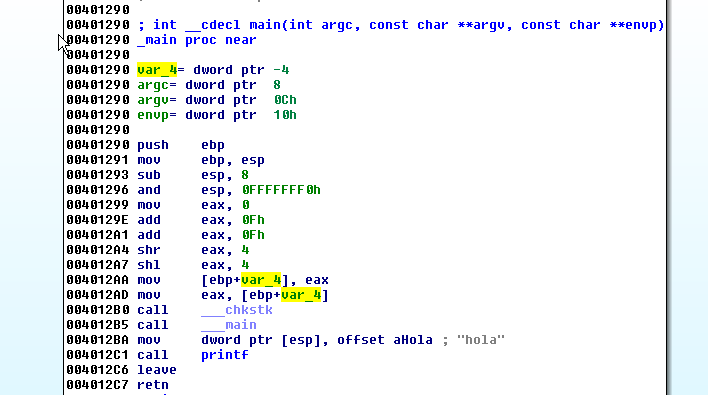 00401290
00401290 ; int __cdecl main(int argc, const char **argv, const char **envp)
00401290 _main proc near
00401290
00401290 var_4= dword ptr -4
00401290 argc= dword ptr  8
00401290 argv= dword ptr  0Ch
00401290 envp= dword ptr  10h
00401290
00401290 push    ebp
00401291 mov     ebp, esp
00401293 sub     esp, 8
00401296 and     esp, 0FFFFFFF0h
00401299 mov     eax, 0
0040129E add     eax, 0Fh
004012A1 add     eax, 0Fh
004012A4 shr     eax, 4
004012A7 shl     eax, 4
004012AA mov     [ebp+var_4], eax
004012AD mov     eax, [ebp+var_4]
004012B0 call    ___chkstk
004012B5 call    ___main
004012BA mov     dword ptr [esp], offset aHola ; "hola"
004012C1 call    printf
004012C6 leave
004012C7 retn